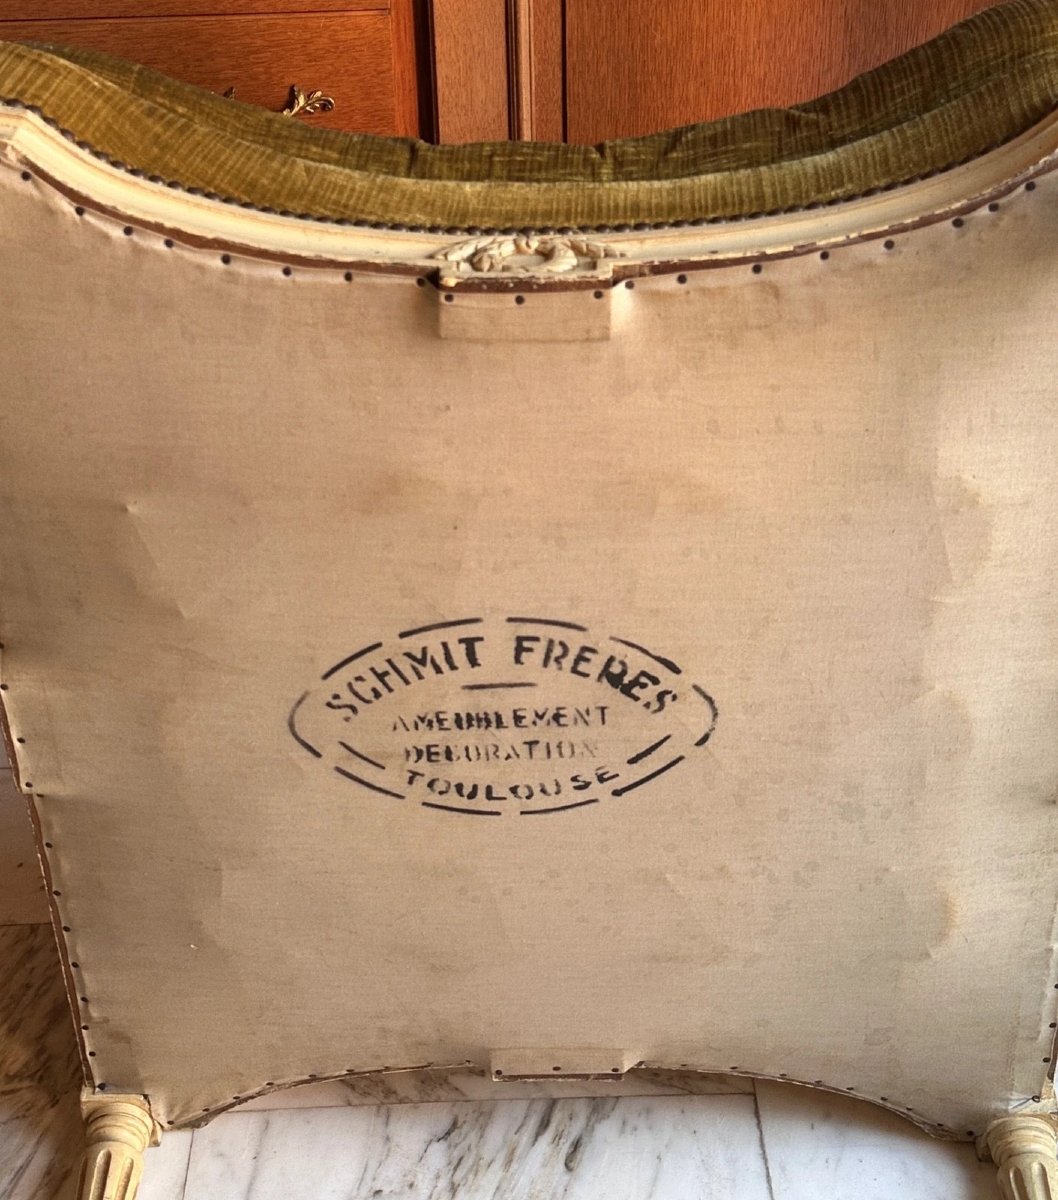 SCHMIT FRERES
AMEUBLEMENT
DECORATION
TOULOUSE